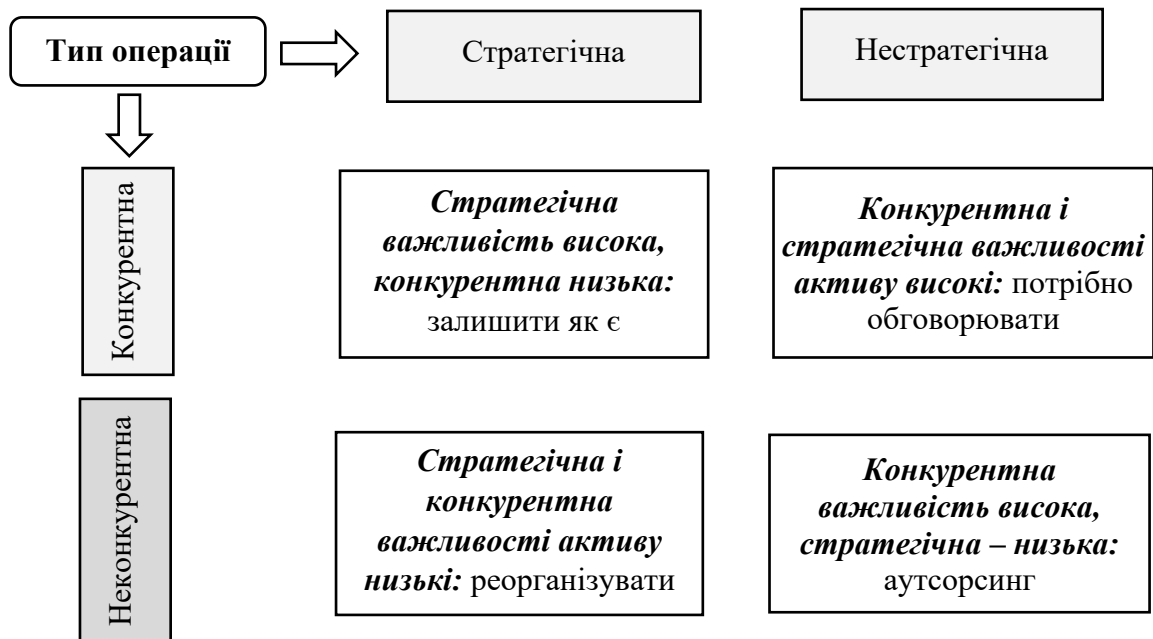 Тип операції
Стратегічна
Нестратегічна
Конкурентна
Стратегічна
важливість висока,
конкурентна низька:
залишити як є
Конкурентна і
стратегічна важливості
активу високі: потрібно
обговорювати
Неконкурентна
Стратегічна і
конкурентна
важливості активу
низькі: реорганізувати
Конкурентна
важливість висока,
стратегічна – низька:
аутсорсинг